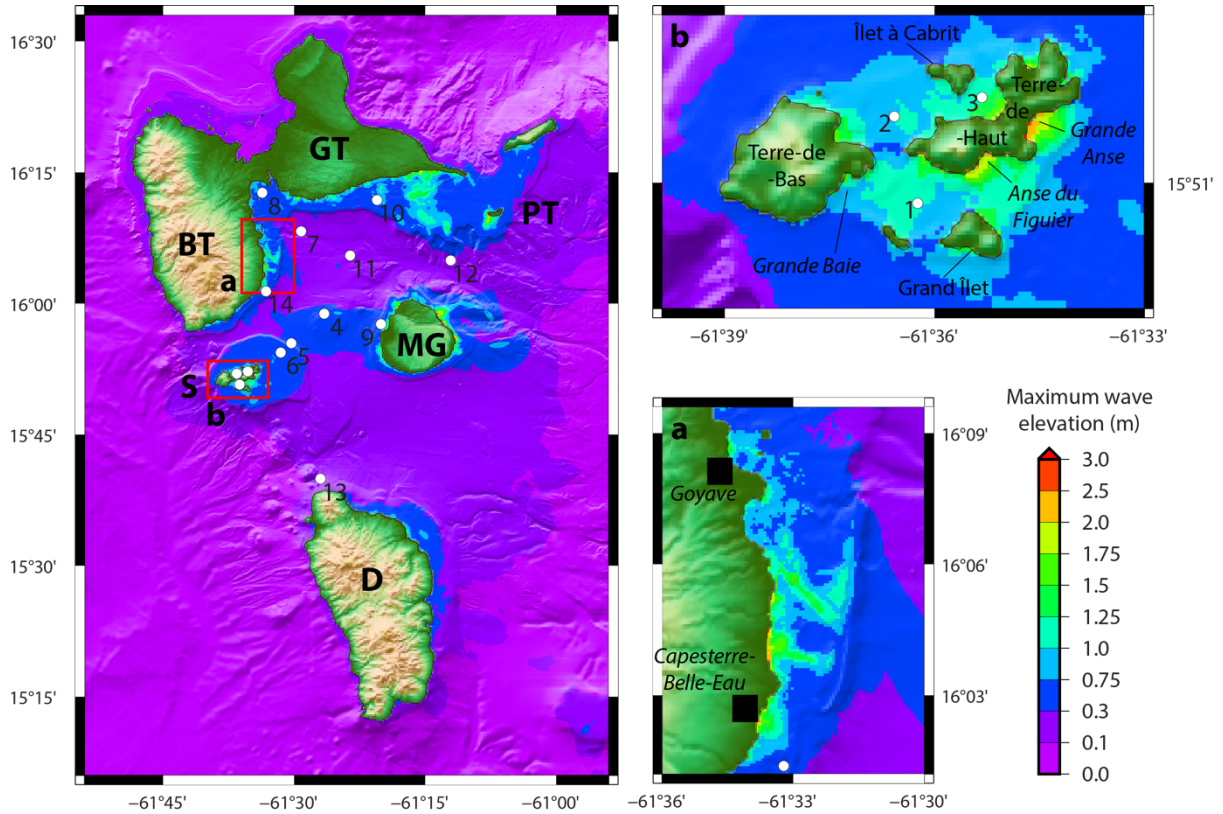 16°30'
16°15'
16°00'
15°45'
15°30'
15°15'
−61°45'
−61°30'
−61°15'
−61°00'
GT
BT
PT
MG
S
D
a
b
8
10
7
11
12
14
4
9
5
6
13
b
Îlet à Cabrit
Terre-
de
-Haut
3
2
Grande
Anse
Terre-de
-Bas
Anse du
Figuier
1
Grande Baie
Grand Îlet
15°51'
−61°39'
−61°36'
−61°33'
a
Goyave
Capesterre-
Belle-Eau
16°09'
16°06'
16°03'
−61°36'
−61°33'
−61°30'
Maximum wave
elevation (m)
3.0
2.5
2.0
1.75
1.5
1.25
1.0
0.75
0.3
0.1
0.0